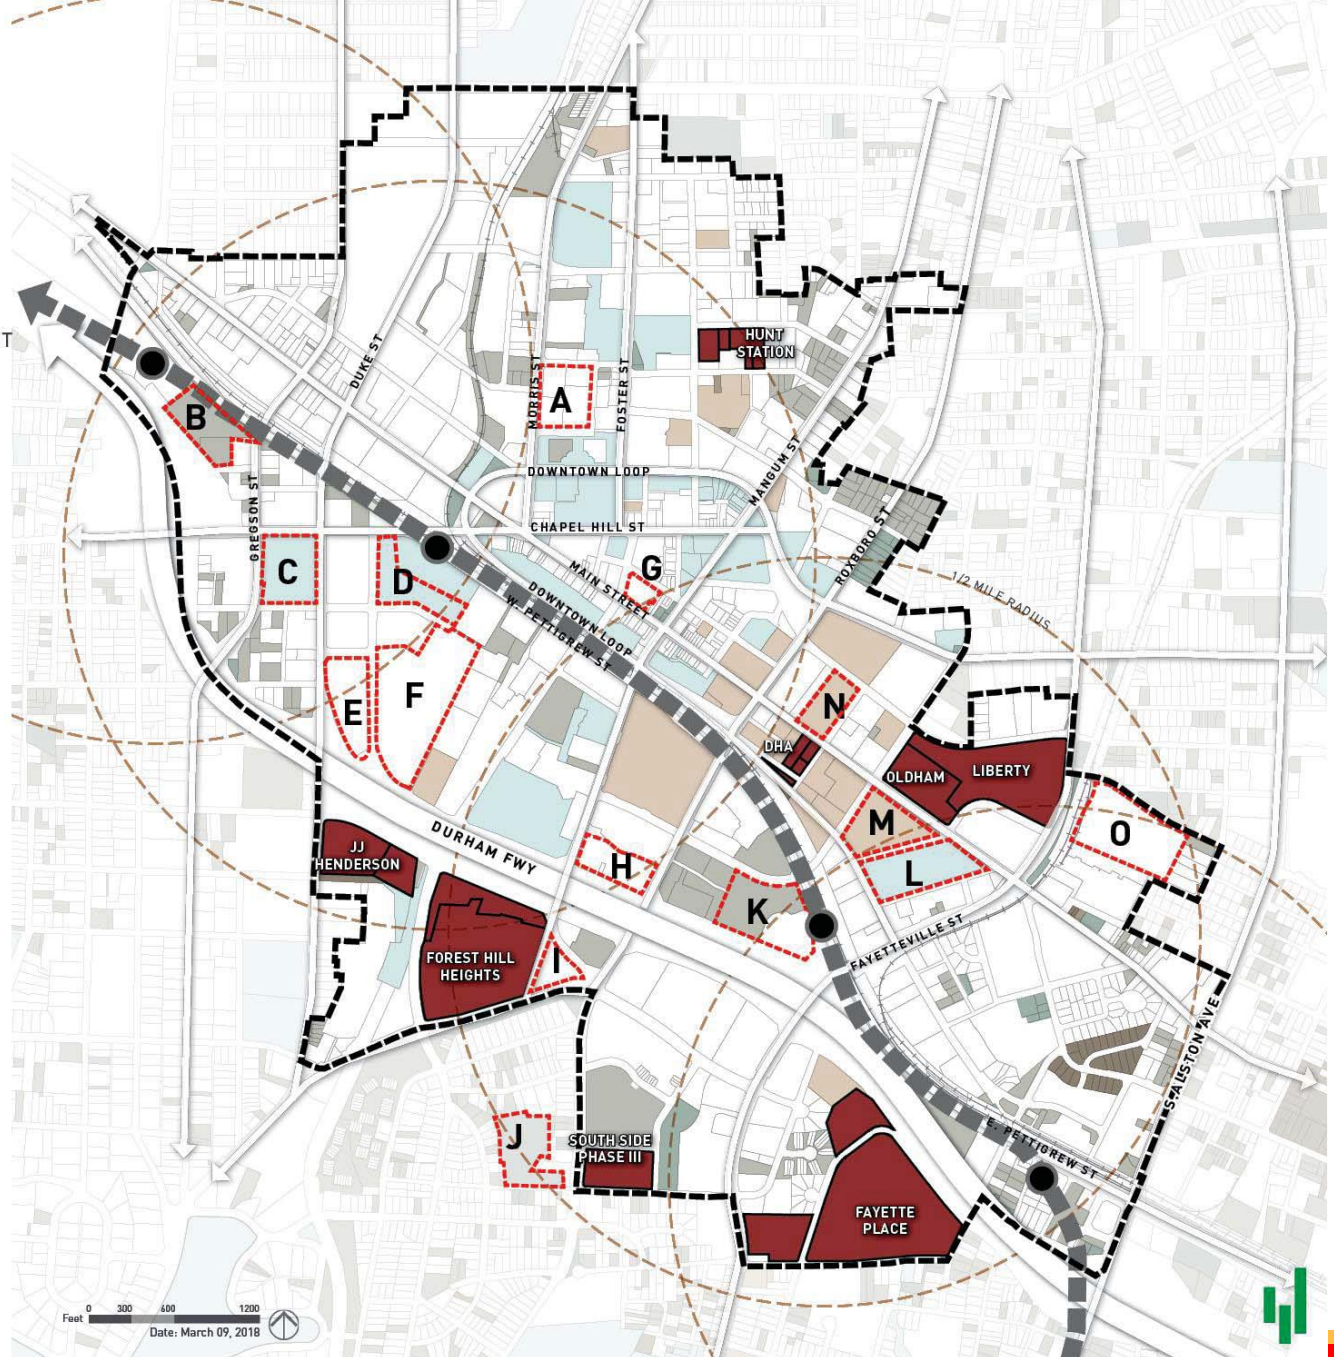 T
HUNT
STATION
DUKE ST
MORRIS ST
A
FOSTER ST
B
MANGUM ST
DOWNTOWN LOOP
GREGSON ST
CHAPEL HILL ST
ROXBORO ST
C
D
G
MAIN STREET
1/2 MILE RADIUS
DOWNTOWN LOOP
W. PETTIGREW ST
E
F
N
DHA
OLDHAM
LIBERTY
DURHAM FWY
M
O
JJ
HENDERSON
H
L
K
FAYETTEVILLE ST
FOREST HILL
HEIGHTS
I
S ALSTON AVE
J
SOUTH SIDE
PHASE III
E. PETTIGREW ST
FAYETTE
PLACE
0 300 600 1200
Feet
Date: March 09, 2018